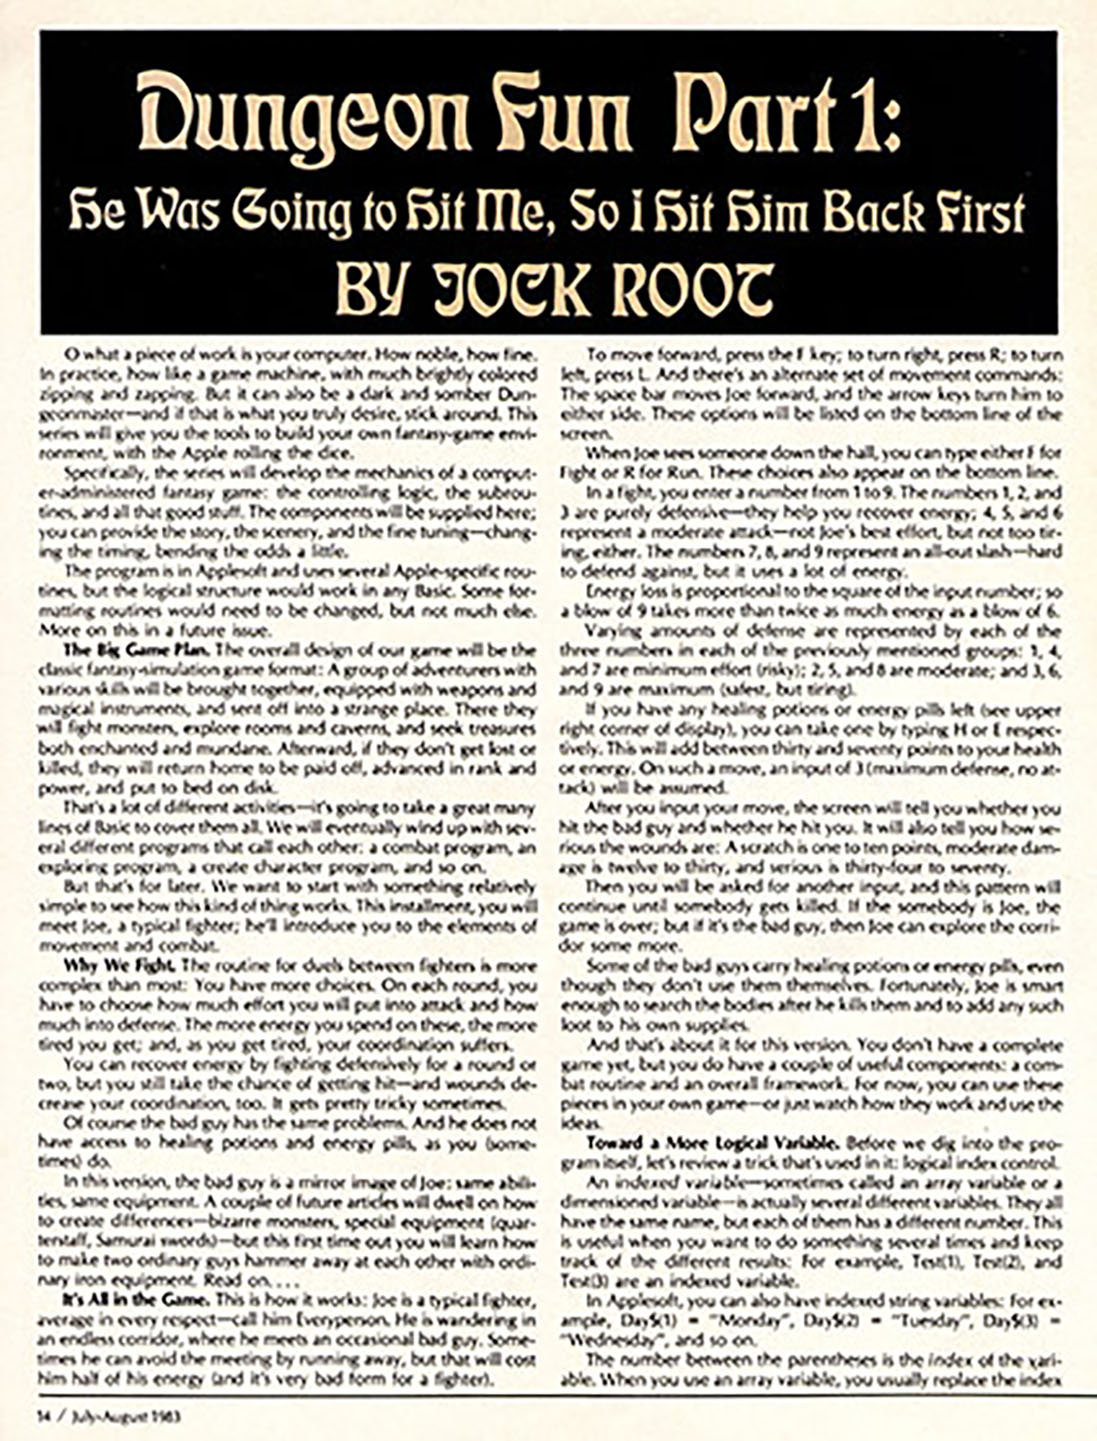 Dungeon Fun Part 1:
He Was Going to Hit Me, So I Hit Him Back First
BY JOCK ROOT
O what a piece of work is your computer. How noble, how fine.
In practice, how like a game machine, with much brightly colored
zipping and zapping. But it can also be a dark and somber Dun-
geonmaster—and if that is what you truly desire, stick around. This
series will give you the tools to build your own fantasy-game envi-
ronment, with the Apple rolling the dice.
Specifically, the series will develop the mechanics of a comput-
er-administered fantasy game: the controlling logic, the subrou-
tines, and all that good stuff. The components will be supplied here;
you can provide the story, the scenery, and the fine tuning—chang-
ing the timing, bending the odds a little.
The program is in Applesoft and uses several Apple-specific rou-
tines, but the logical structure would work in any Basic. Some for-
matting routines would need to be changed, but not much else.
More on this in a future issue.
The Big Game Plan. The overall design of our game will be the
classic fantasy-simulation game format: A group of adventurers with
various skills will be brought together, equipped with weapons and
magical instruments, and sent off into a strange place. There they
will fight monsters, explore rooms and caverns, and seek treasures
both enchanted and mundane. Afterward, if they don't get lost or
killed, they will return home to be paid off, advanced in rank and
power, and put to bed on disk.
That's a lot of different activities—it's going to take a great many
lines of Basic to cover them all. We will eventually wind up with sev-
eral different programs that call each other: a combat program, an
exploring program, a create character program, and so on.
But that's for later. We want to start with something relatively
simple to see how this kind of thing works. This installment, you will
meet Joe, a typical fighter; he'll introduce you to the elements of
movement and combat.
Why We Fight. The routine for duels between fighters is more
complex than most: You have more choices. On each round, you
have to choose how much effort you will put into attack and how
much into defense. The more energy you spend on these, the more
tired you get; and, as you get tired, your coordination suffers.
You can recover energy by fighting defensively for a round or
two, but you still take the chance of getting hit—and wounds de-
crease your coordination, too. It gets pretty tricky sometimes.
Of course the bad guy has the same problems. And he does not
have access to healing potions and energy pills, as you (some-
times) do.
In this version, the bad guy is a mirror image of Joe: same abili-
ties, same equipment. A couple of future articles will dwell on how
to create differences—bizarre monsters, special equipment (quar-
terstaff, Samurai swords)—but this first time out you will learn how
to make two ordinary guys hammer away at each other with ordi-
nary iron equipment. Read on. . . .
It's All in the Game. This is how it works: Joe is a typical fighter,
average in every respect—call him Everyperson. He is wandering in
an endless corridor, where he meets an occasional bad guy. Some-
times he can avoid the meeting by running away, but that will cost
him half of his energy (and it's very bad form for a fighter).
To move forward, press the F key; to turn right, press R; to turn
left, press L. And there's an alternate set of movement commands:
The space bar moves Joe forward, and the arrow keys turn him to
either side. These options will be listed on the bottom line of the
screen.
When Joe sees someone down the hall, you can type either F for
Fight or R for Run. These choices also appear on the bottom line.
In a fight, you enter a number from 1 to 9. The numbers 1, 2, and
3 are purely defensive—they help you recover energy; 4, 5, and 6
represent a moderate attack—not Joe's best effort, but not too tir-
ing, either. The numbers 7, 8, and 9 represent an all-out slash—hard
to defend against, but it uses a lot of energy.
Energy loss is proportional to the square of the input number; so
a blow of 9 takes more than twice as much energy as a blow of 6.
Varying amounts of defense are represented by each of the
three numbers in each of the previously mentioned groups: 1, 4,
and 7 are minimum effort (risky); 2, 5, and 8 are moderate; and 3, 6,
and 9 are maximum (safest, but tiring).
If you have any healing potions or energy pills left (see upper
right corner of display), you can take one by typing H or E respec-
tively. This will add between thirty and seventy points to your health
or energy. On such a move, an input of 3 (maximum defense, no at-
tack) will be assumed.
After you input your move, the screen will tell you whether you
hit the bad guy and whether he hit you. It will also tell you how se-
rious the wounds are: A scratch is one to ten points, moderate dam-
age is twelve to thirty, and serious is thirty-four to seventy.
Then you will be asked for another input, and this pattern will
continue until somebody gets killed. If the somebody is Joe, the
game is over; but if it's the bad guy, then Joe can explore the corri-
dor some more.
Some of the bad guys carry healing potions or energy pills, even
though they don't use them themselves. Fortunately, Joe is smart
enough to search the bodies after he kills them and to add any such
loot to his own supplies.
And that's about it for this version. You don't have a complete
game yet, but you do have a couple of useful components: a com-
bat routine and an overall framework. For now, you can use these
pieces in your own game—or just watch how they work and use the
ideas.
Toward a More Logical Variable. Before we dig into the pro-
gram itself, let's review a trick that's used in it: logical index control.
An indexed variable—sometimes called an array variable or a
dimensioned variable—is actually several different variables. They all
have the same name, but each of them has a different number. This
is useful when you want to do something several times and keep
track of the different results: For example, Test(1), Test(2), and
Test(3) are an indexed variable.
In Applesoft, you can also have indexed string variables: For ex-
ample, Day$(1) = "Monday", Day$(2) = "Tuesday", Day$(3) =
"Wednesday", and so on.
The number between the parentheses is the index of the vari-
able. When you use an array variable, you usually replace the index
14 / July-August 1983